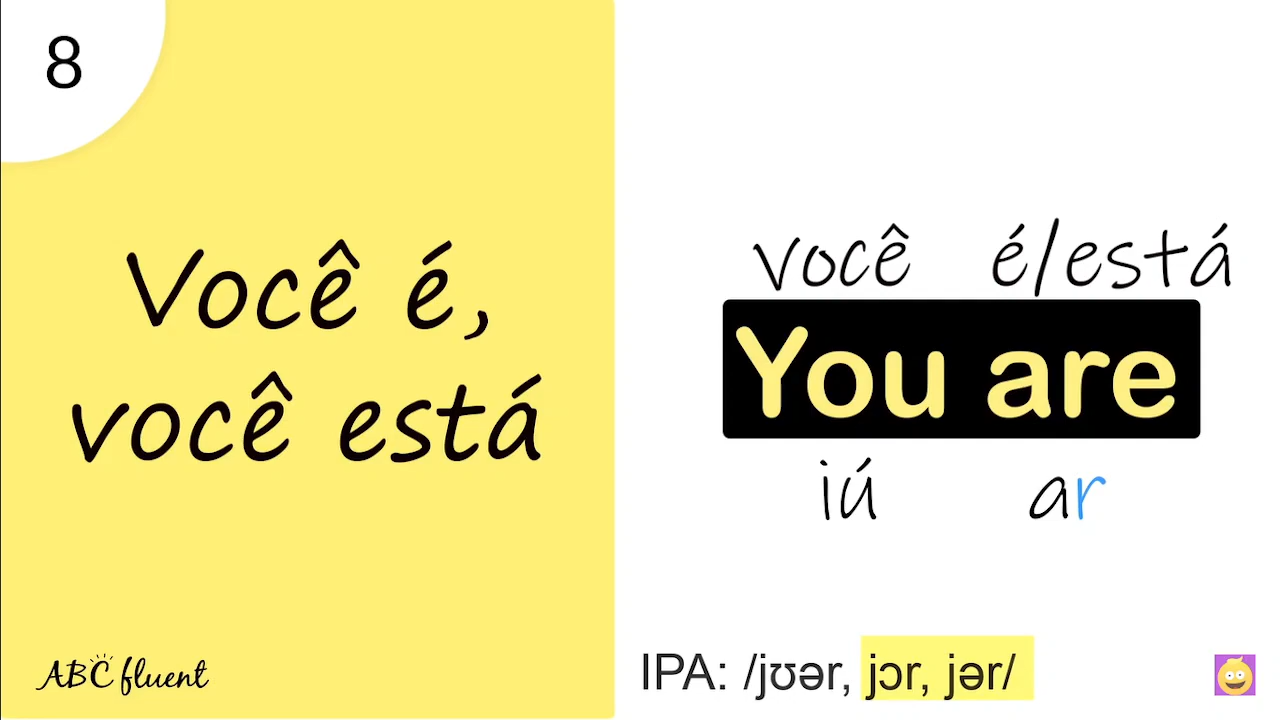 8
Você é,
você está
você é/está
You are
iú ar
IPA: /jʊər, jɔr, jər/
ABC fluent